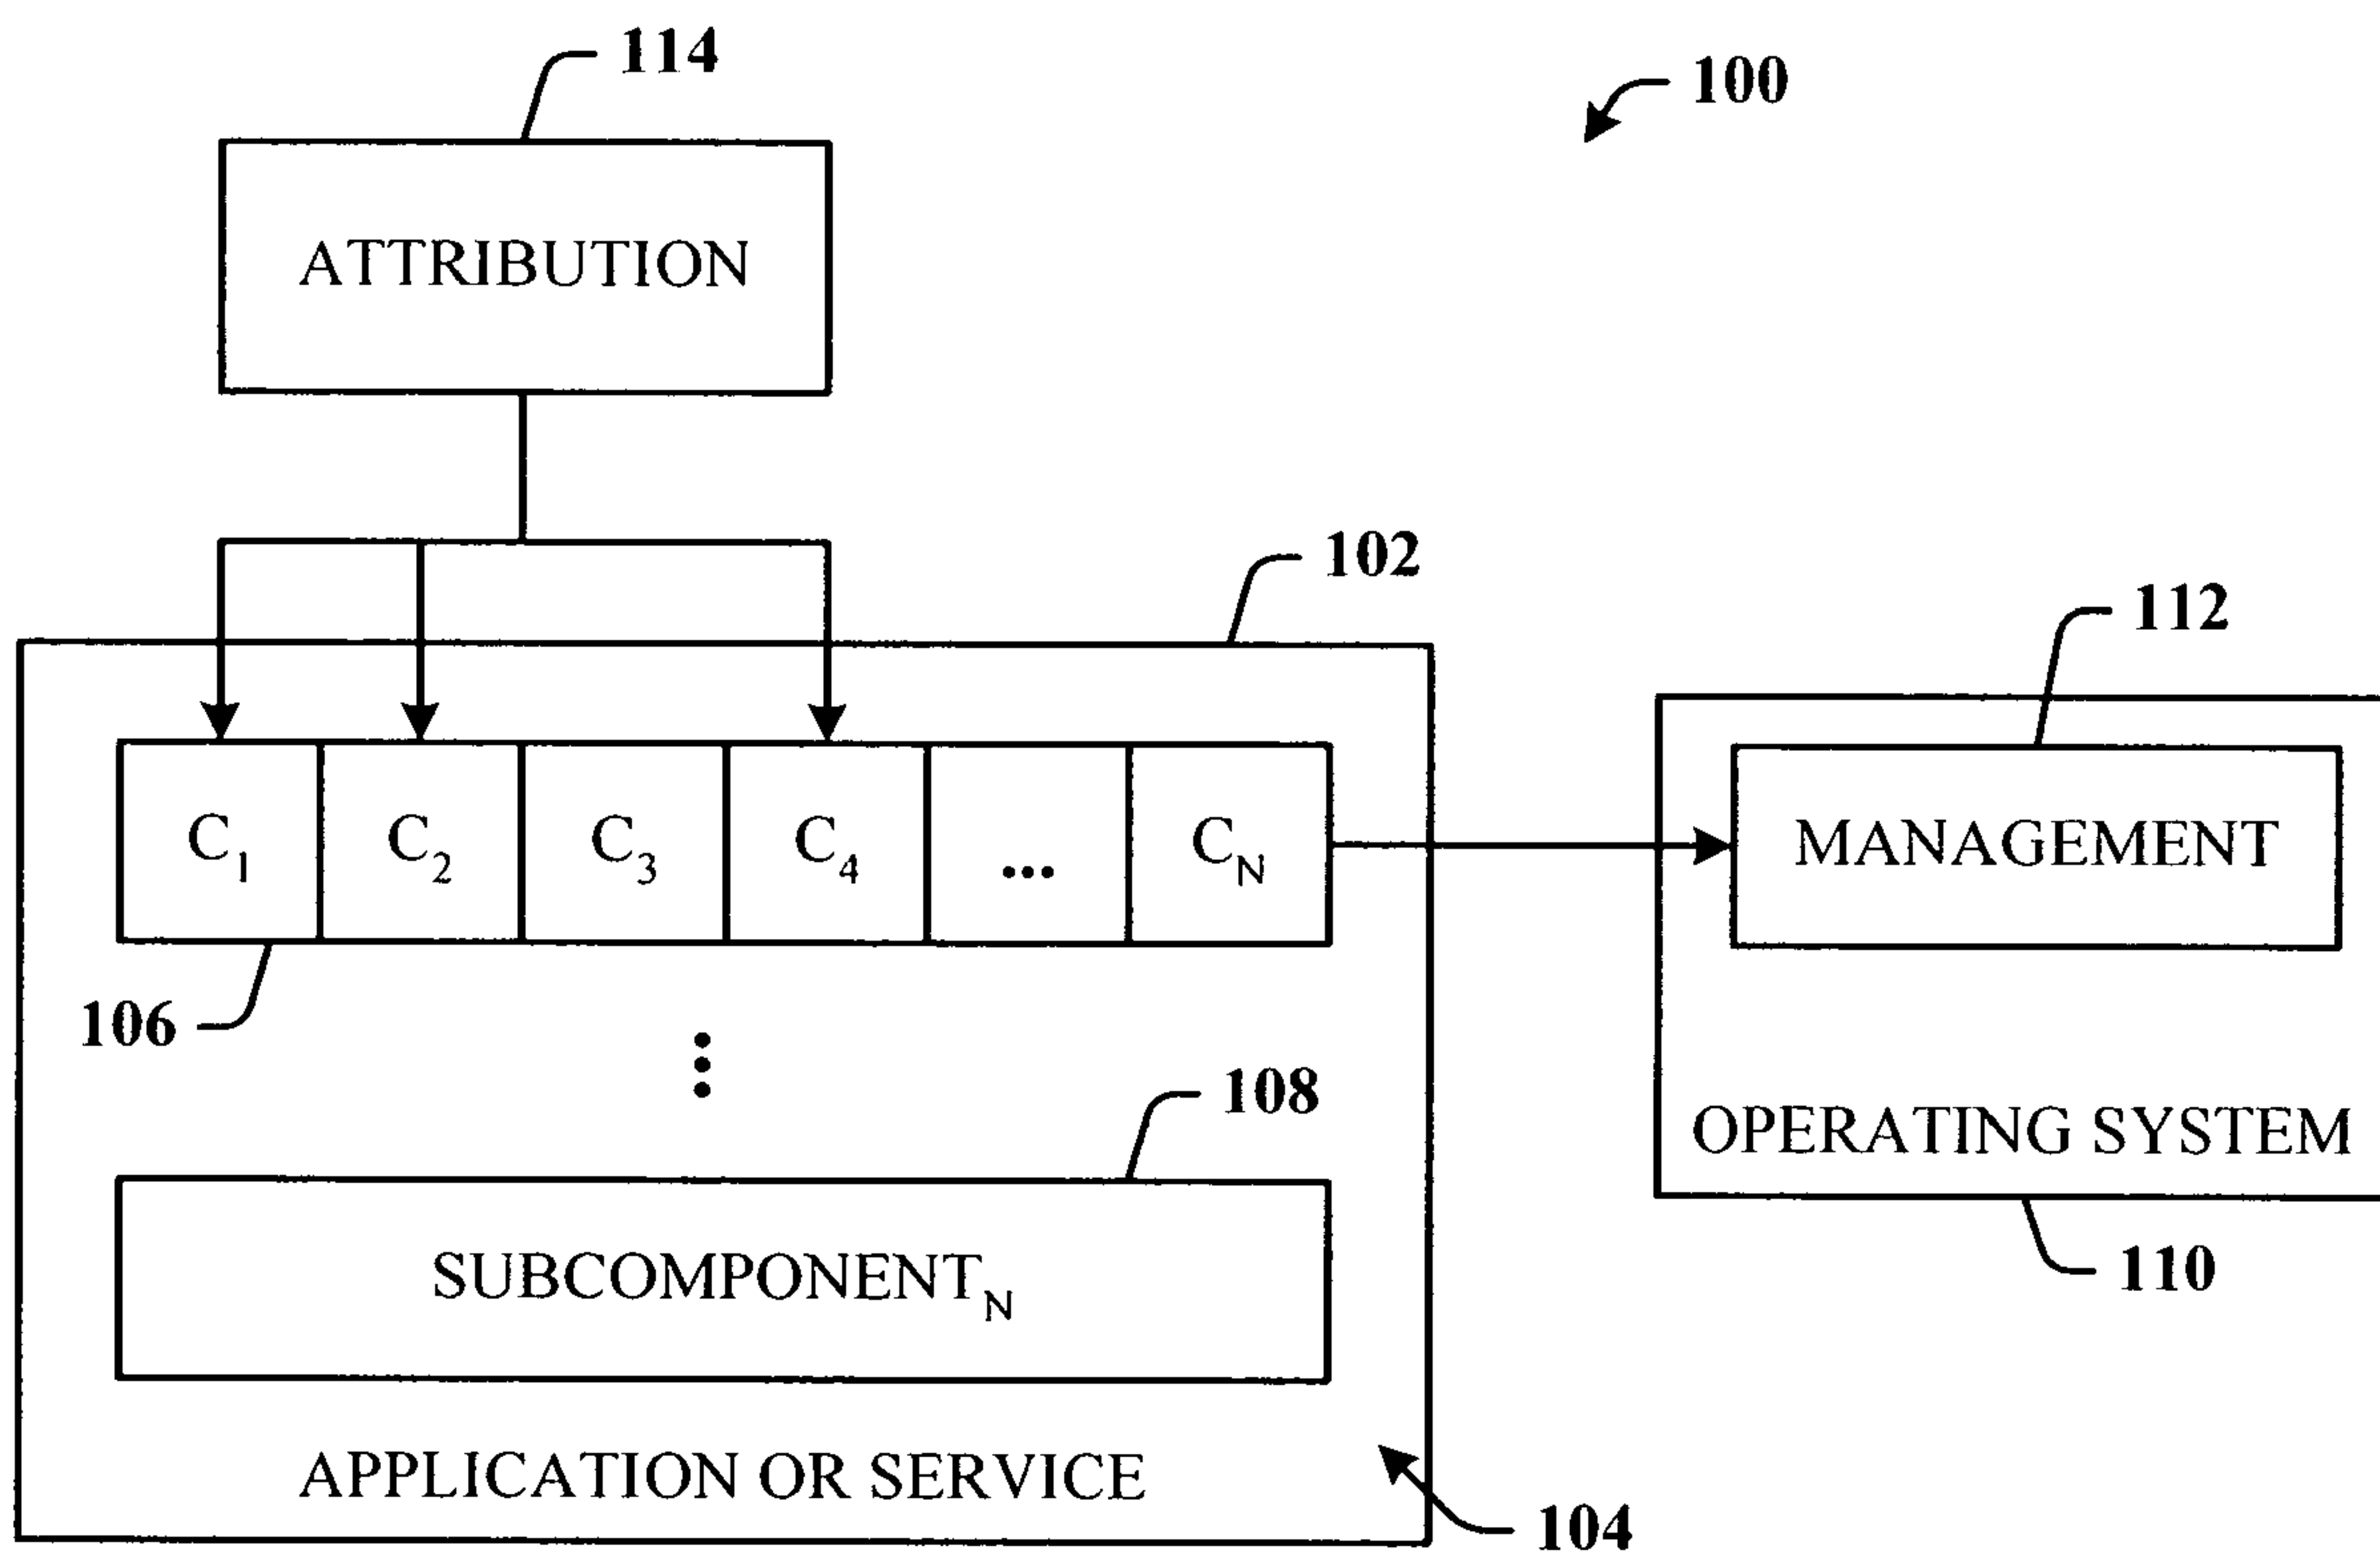 114
100
ATTRIBUTION
102
112
C1 C2 C3 C4 ... CN
MANAGEMENT
106
108
OPERATING SYSTEM
SUBCOMPONENTN
110
APPLICATION OR SERVICE
104